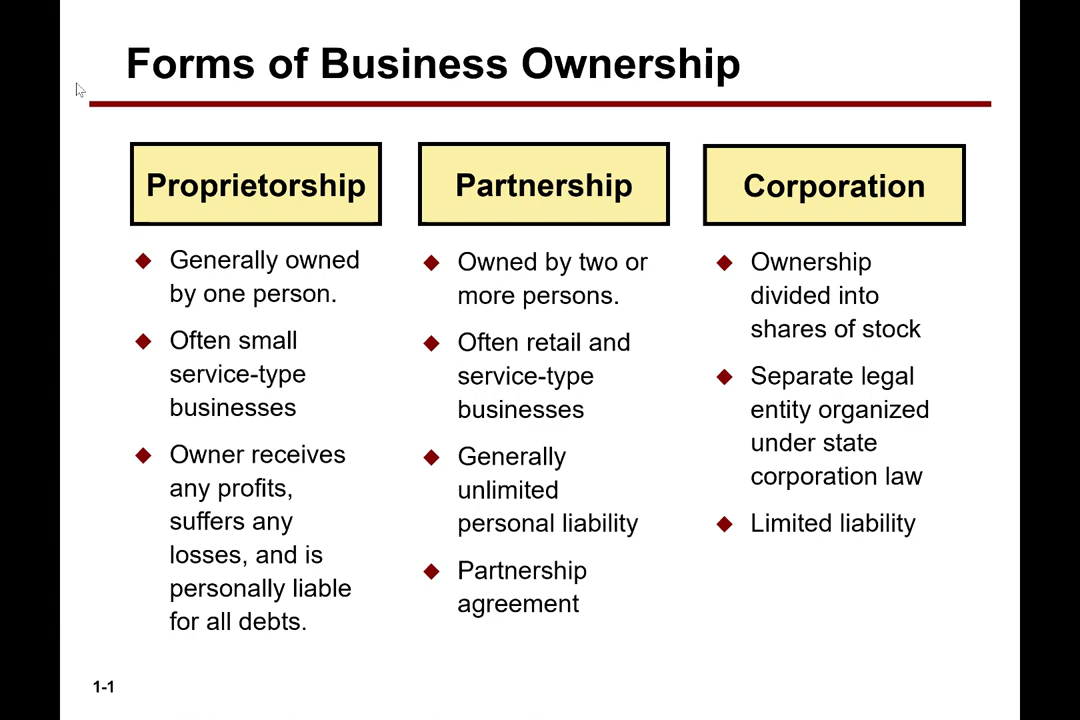 Forms of Business Ownership
Proprietorship
Generally owned
by one person.
Often small
service-type
businesses
Owner receives
any profits,
suffers any
losses, and is
personally liable
for all debts.
Partnership
Owned by two or
more persons.
Often retail and
service-type
businesses
Generally
unlimited
personal liability
Partnership
agreement
Corporation
Ownership
divided into
shares of stock
Separate legal
entity organized
under state
corporation law
Limited liability
1-1